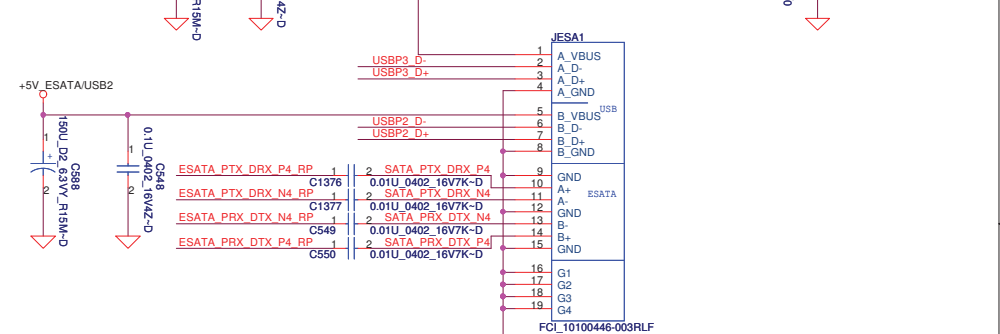 R15M~D
4Z~D
0
JESA1
+5V_ESATA/USB2
USBP3_D-
USBP3_D+
1 A_VBUS
2 A_D-
3 A_D+
4 A_GND
USB
USBP2_D-
USBP2_D+
5 B_VBUS
6 B_D-
7 B_D+
8 B_GND
1
2
+
C588
150U_D2_6.3VY_R15M~D
1
2
C548
0.1U_0402_16V4Z~D
ESATA_PTX_DRX_P4_RP 1 2 SATA_PTX_DRX_P4
C1376 0.01U_0402_16V7K~D
ESATA_PTX_DRX_N4_RP 1 2 SATA_PTX_DRX_N4
C1377 0.01U_0402_16V7K~D
ESATA_PRX_DTX_N4_RP 1 2 SATA_PRX_DTX_N4
C549 0.01U_0402_16V7K~D
ESATA_PRX_DTX_P4_RP 1 2 SATA_PRX_DTX_P4
C550 0.01U_0402_16V7K~D
9 GND
10 A+
11 A-
12 GND
13 B-
14 B+
15 GND
ESATA
16 G1
17 G2
18 G3
19 G4
FCI_10100446-003RLF